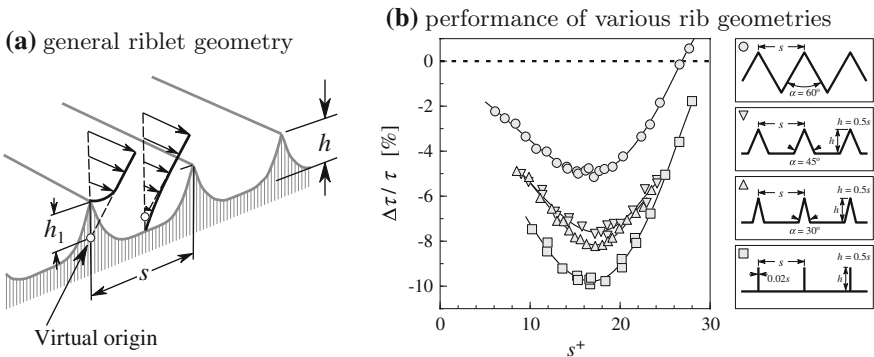 (a) general riblet geometry
h
h1
s
Virtual origin
(b) performance of various rib geometries
Δτ/ τ [%]
0
-2
-4
-6
-8
-10
0
10
20
30
s+
s
α = 60°
s
h = 0.5s
h
α = 45°
s
h = 0.5s
h
α = 30°
s
h = 0.5s
h
0.02s